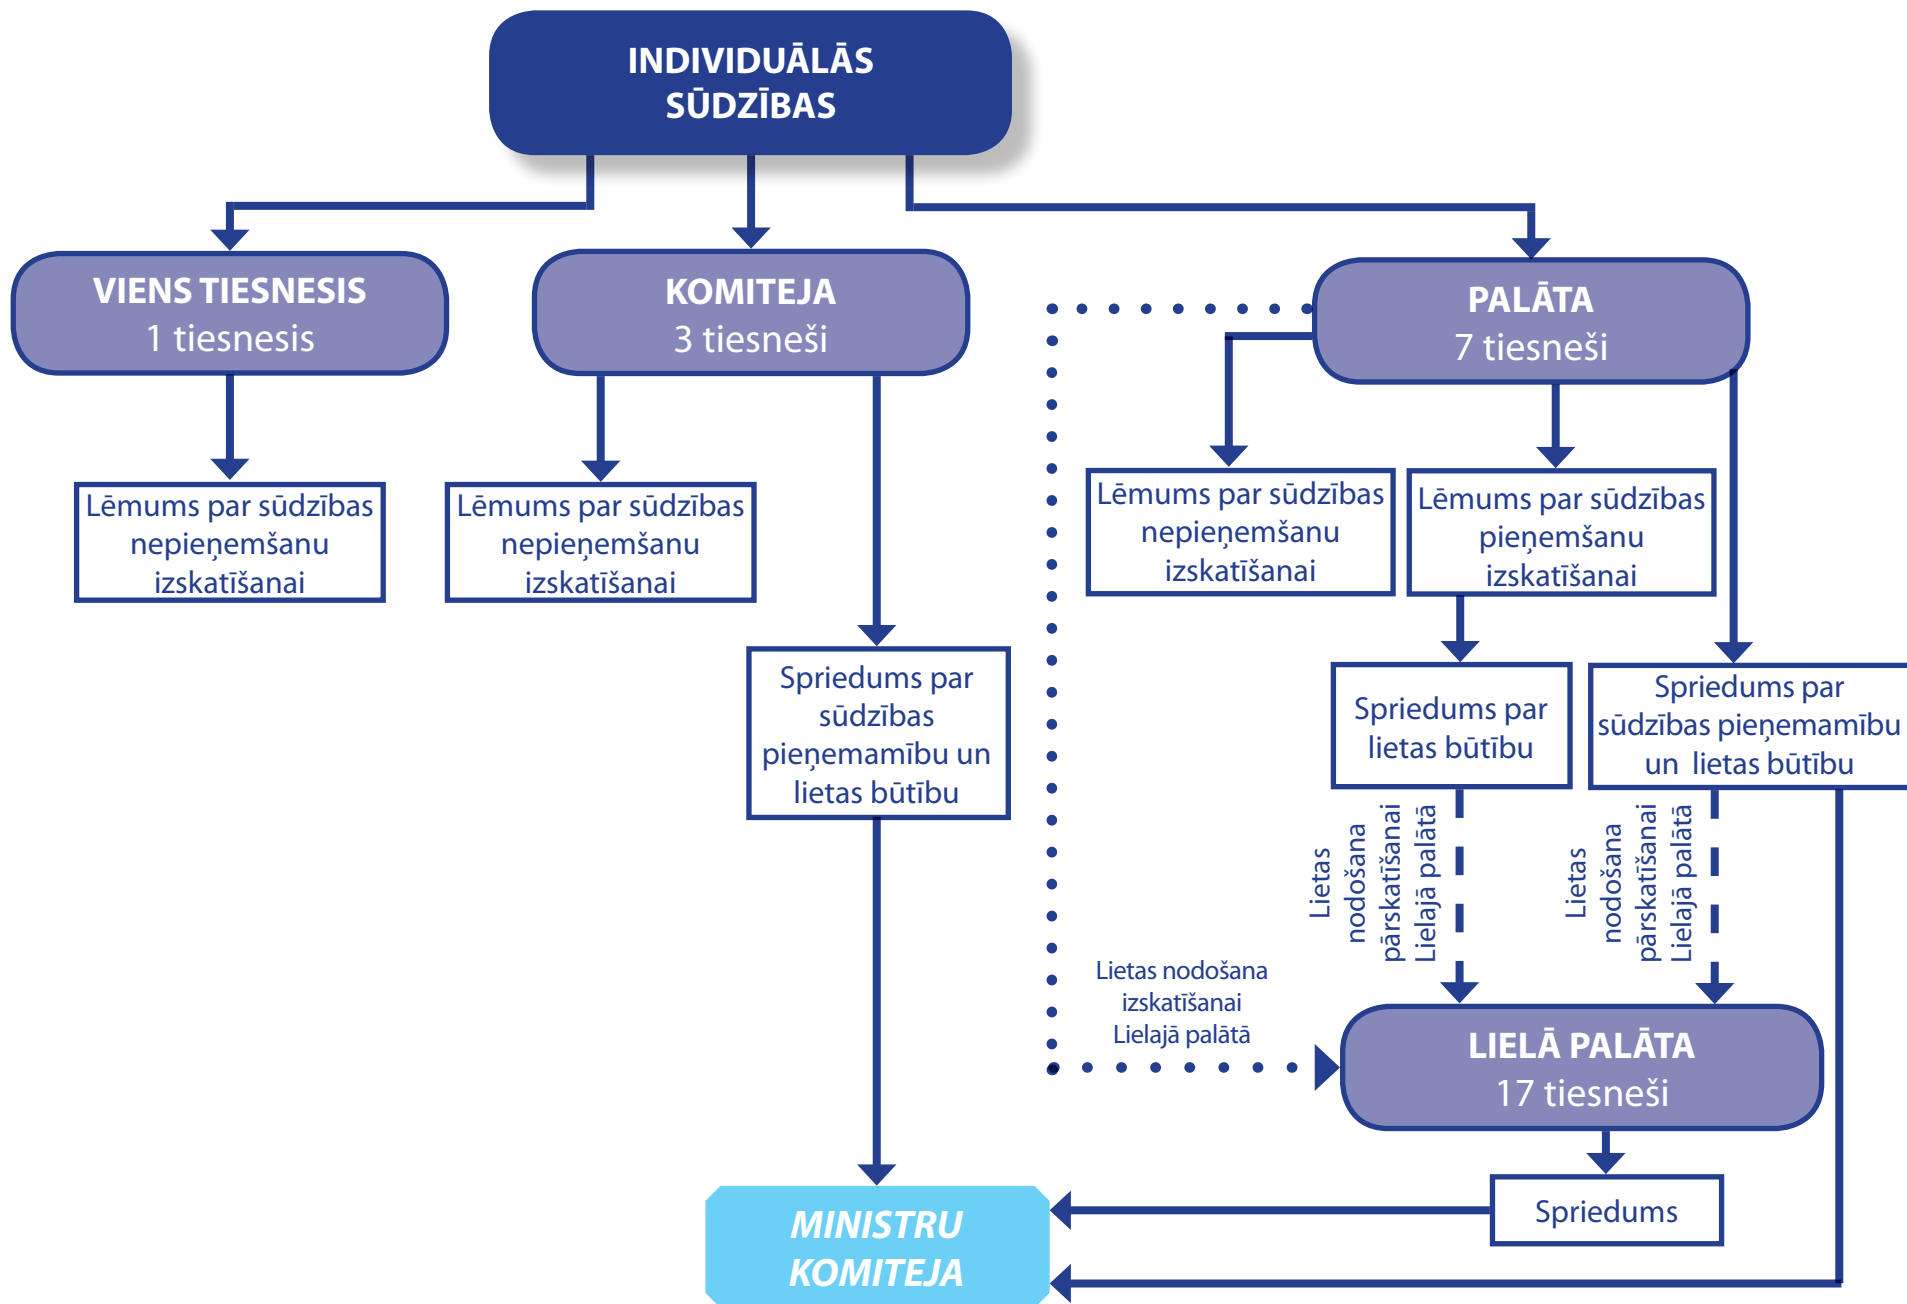 INDIVIDUĀLĀS
SŪDZĪBAS
VIENS TIESNESIS
1 tiesnesis
KOMITEJA
3 tiesneši
PALĀTA
7 tiesneši
Lēmums par sūdzības
nepieņemšanu
izskatīšanai
Lēmums par sūdzības
nepieņemšanu
izskatīšanai
Lēmums par sūdzības
nepieņemšanu
izskatīšanai
Lēmums par sūdzības
pieņemšanu
izskatīšanai
Spriedums par
sūdzības
pieņemamību un
lietas būtību
Spriedums par
lietas būtību
Spriedums par
sūdzības pieņemamību
un lietas būtību
Lietas
nodošana
pārskatīšanai
Lielajā palātā
Lietas
nodošana
pārskatīšanai
Lielajā palātā
Lietas nodošana
izskatīšanai
Lielajā palātā
LIELĀ PALĀTA
17 tiesneši
Spriedums
MINISTRU
KOMITEJA